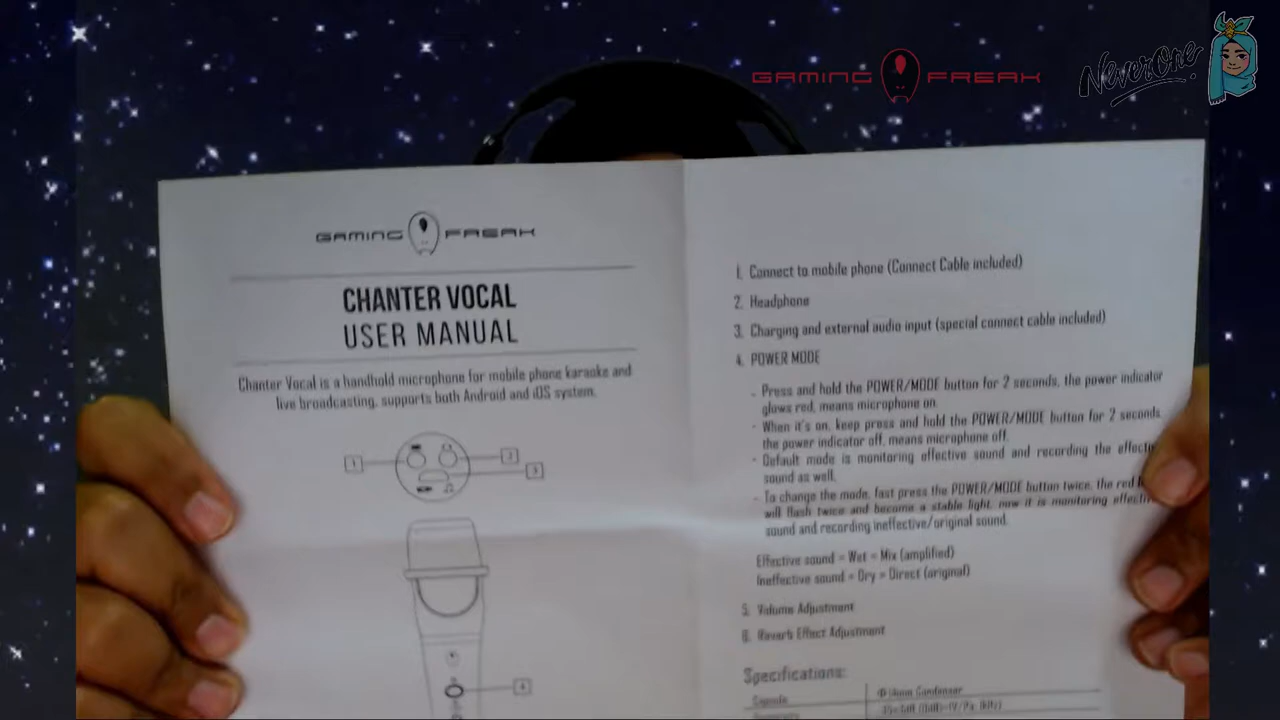 GAMING FREAK
NeverOne
GAMING FREAK
CHANTER VOCAL
USER MANUAL
Chanter Vocal is a handhold microphone for mobile phone karaoke and
live broadcasting, supports both Android and iOS system.
1
2
3
4
1. Connect to mobile phone (Connect Cable included)
2. Headphone
3. Charging and external audio input (special connect cable included)
4. POWER MODE
- Press and hold the POWER/MODE button for 2 seconds, the power indicator
glows red, means microphone on.
- When it's on, keep press and hold the POWER/MODE button for 2 seconds
the power indicator off, means microphone off.
- Default mode is monitoring effective sound and recording the effective
sound as well.
- To change the mode, fast press the POWER/MODE button twice, the red
will flash twice and become a stable light, now it is monitoring effective
sound and recording ineffective/original sound.
Effective sound = Wet = Mix (amplified)
Ineffective sound = Dry = Direct (original)
5. Volume Adjustment
6. Reverb Effect Adjustment
Specifications:
Capsule
Condenser